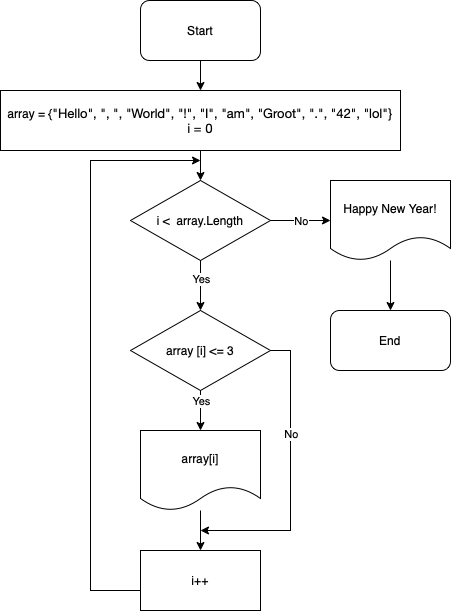 Start
array = {"Hello", ", ", "World", "!", "I", "am", "Groot", ".", "42", "lol"}
i = 0
i < array.Length
No
Happy New Year!
Yes
End
array [i] <= 3
Yes
No
array[i]
i++